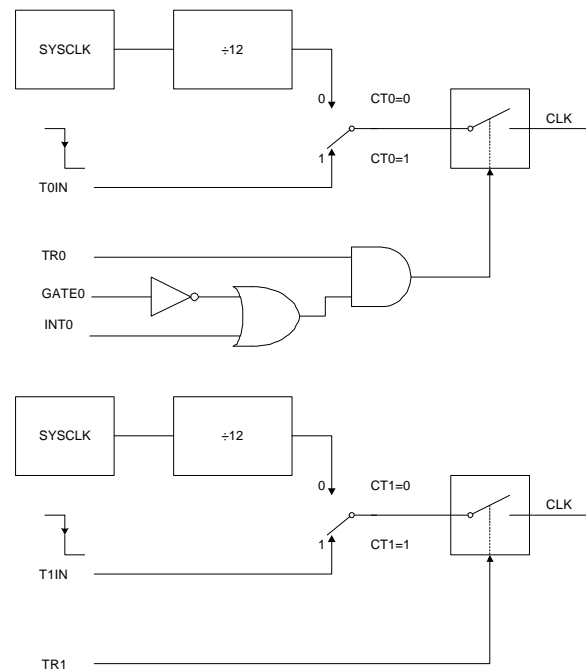 SYSCLK
÷12
0
CT0=0
CLK
1
CT0=1
T0IN
TR0
GATE0
INT0
SYSCLK
÷12
0
CT1=0
CLK
1
CT1=1
T1IN
TR1